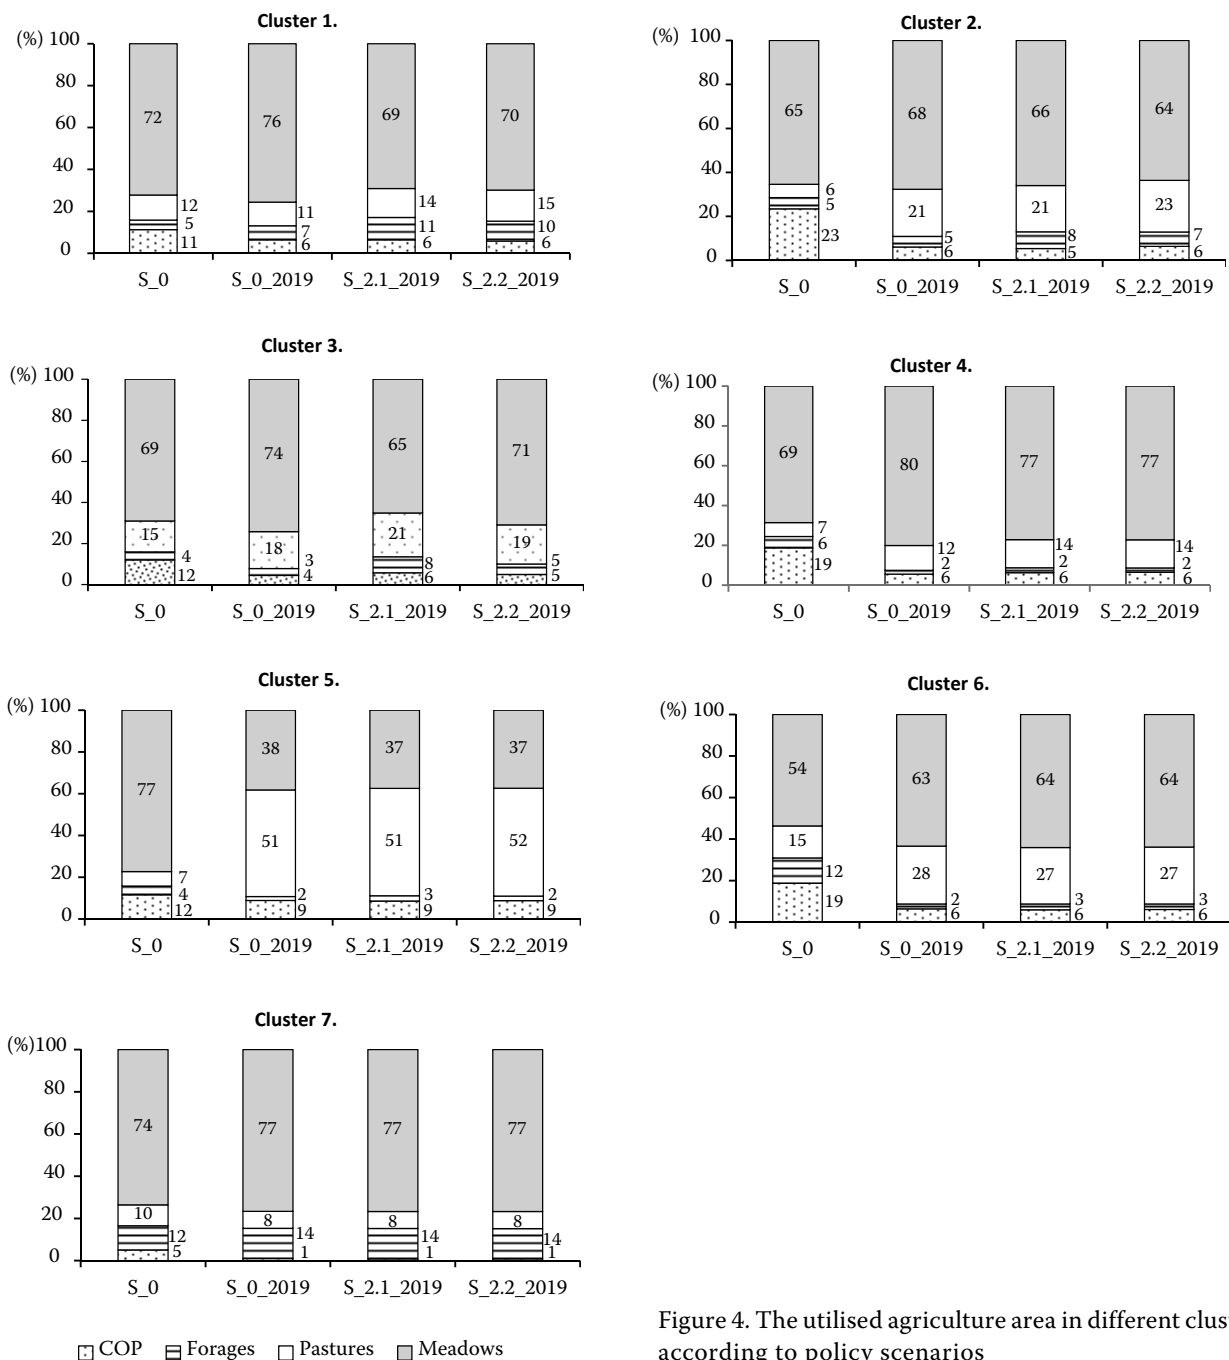 Cluster 1.
(%) 100
80
60
40
20
0
72 76 69 70
12 11 14 15
5 7 11 10
11 6 6 6
S_0 S_0_2019 S_2.1_2019 S_2.2_2019
Cluster 2.
(%) 100
80
60
40
20
0
65 68 66 64
6 21 21 23
5 5 8 7
23 6 5 6
S_0 S_0_2019 S_2.1_2019 S_2.2_2019
Cluster 3.
(%) 100
80
60
40
20
0
69 74 65 71
15 18 21 19
4 3 8 5
12 4 6 5
S_0 S_0_2019 S_2.1_2019 S_2.2_2019
Cluster 4.
(%) 100
80
60
40
20
0
69 80 77 77
7 12 14 14
6 2 2 2
19 6 6 6
S_0 S_0_2019 S_2.1_2019 S_2.2_2019
Cluster 5.
(%) 100
80
60
40
20
0
77 38 37 37
7 51 51 52
4 2 3 2
12 9 9 9
S_0 S_0_2019 S_2.1_2019 S_2.2_2019
Cluster 6.
(%) 100
80
60
40
20
0
54 63 64 64
15 28 27 27
12 2 3 3
19 6 6 6
S_0 S_0_2019 S_2.1_2019 S_2.2_2019
Cluster 7.
(%)100
80
60
40
20
0
74 77 77 77
10 8 8 8
12 14 14 14
5 1 1 1
S_0 S_0_2019 S_2.1_2019 S_2.2_2019
COP Forages Pastures Meadows
Figure 4. The utilised agriculture area in different clus
according to policy scenarios